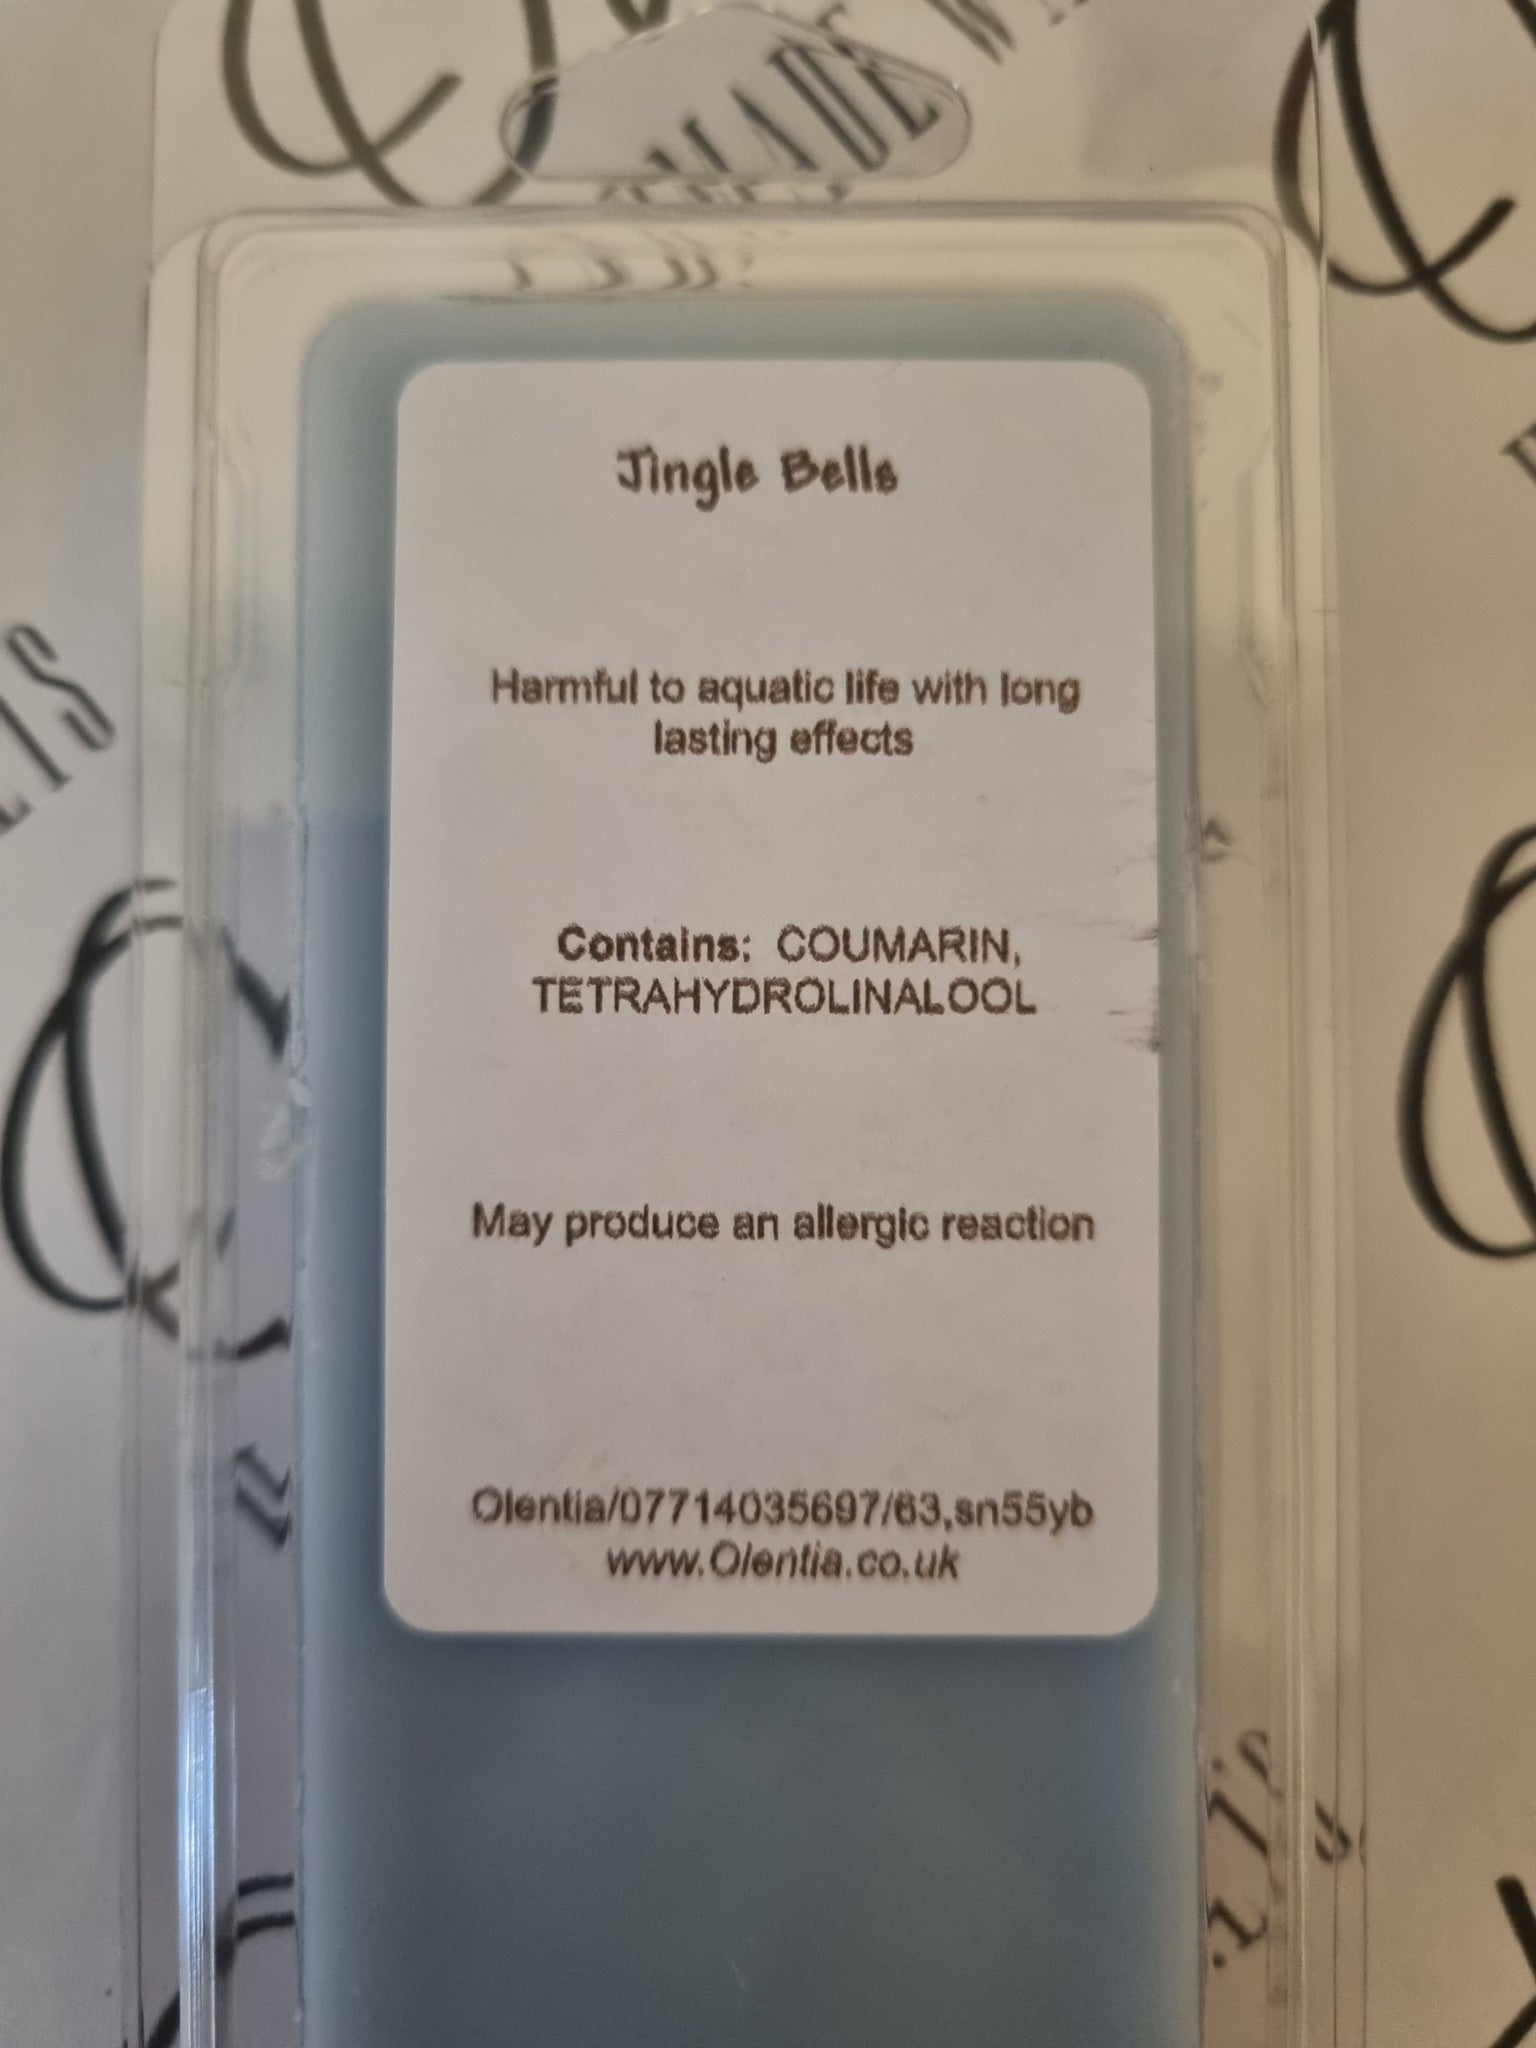 MADE
Jingle Bells
Harmful to aquatic life with long
lasting effects
Contains: COUMARIN,
TETRAHYDROLINALOOL
May produce an allergic reaction
Olentia/07714035697/63,sn55yb
www.Olentia.co.uk